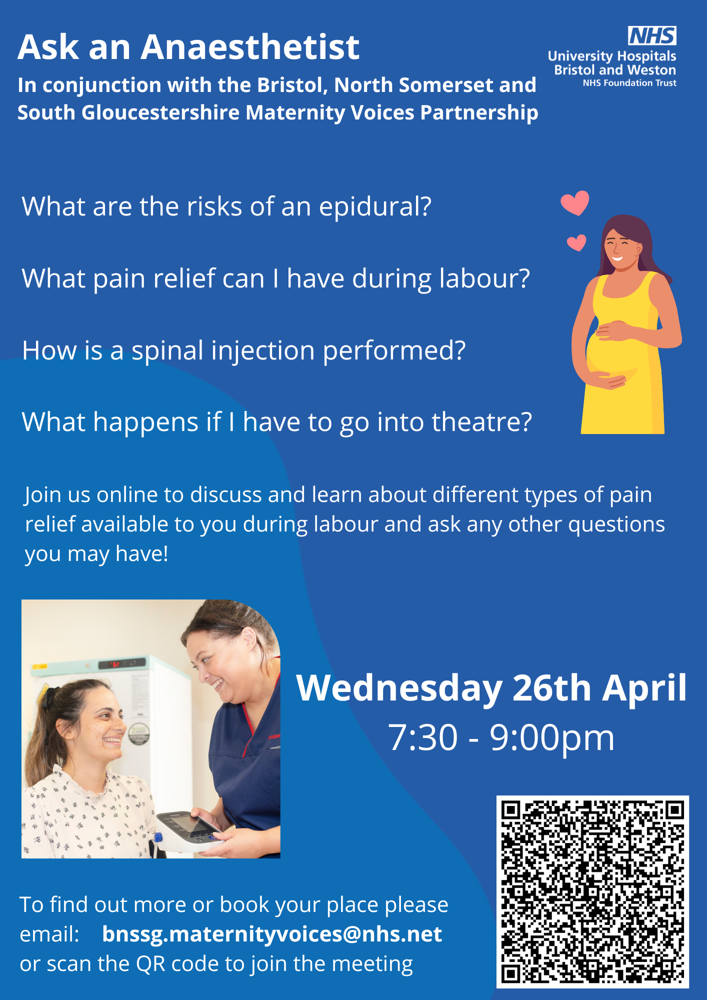 Ask an Anaesthetist
In conjunction with the Bristol, North Somerset and
South Gloucestershire Maternity Voices Partnership
NHS
University Hospitals
Bristol and Weston
NHS Foundation Trust
What are the risks of an epidural?
What pain relief can I have during labour?
How is a spinal injection performed?
What happens if I have to go into theatre?
Join us online to discuss and learn about different types of pain
relief available to you during labour and ask any other questions
you may have!
Wednesday 26th April
7:30 - 9:00pm
To find out more or book your place please
email: bnssg.maternityvoices@nhs.net
or scan the QR code to join the meeting